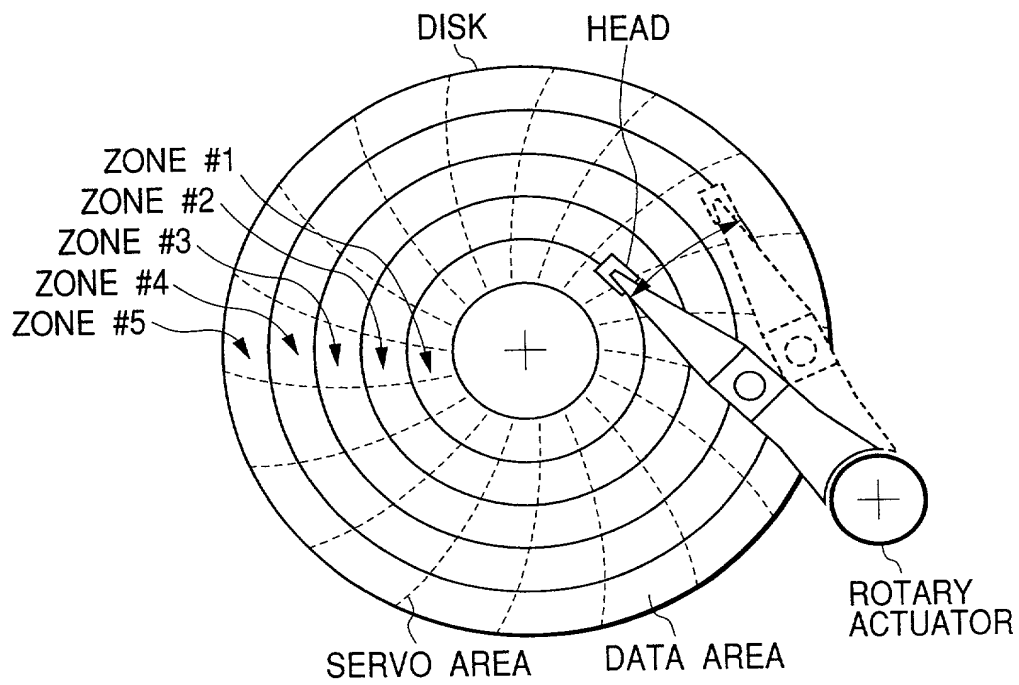 DISK
HEAD
ZONE #1
ZONE #2
ZONE #3
ZONE #4
ZONE #5
ROTARY
ACTUATOR
SERVO AREA
DATA AREA